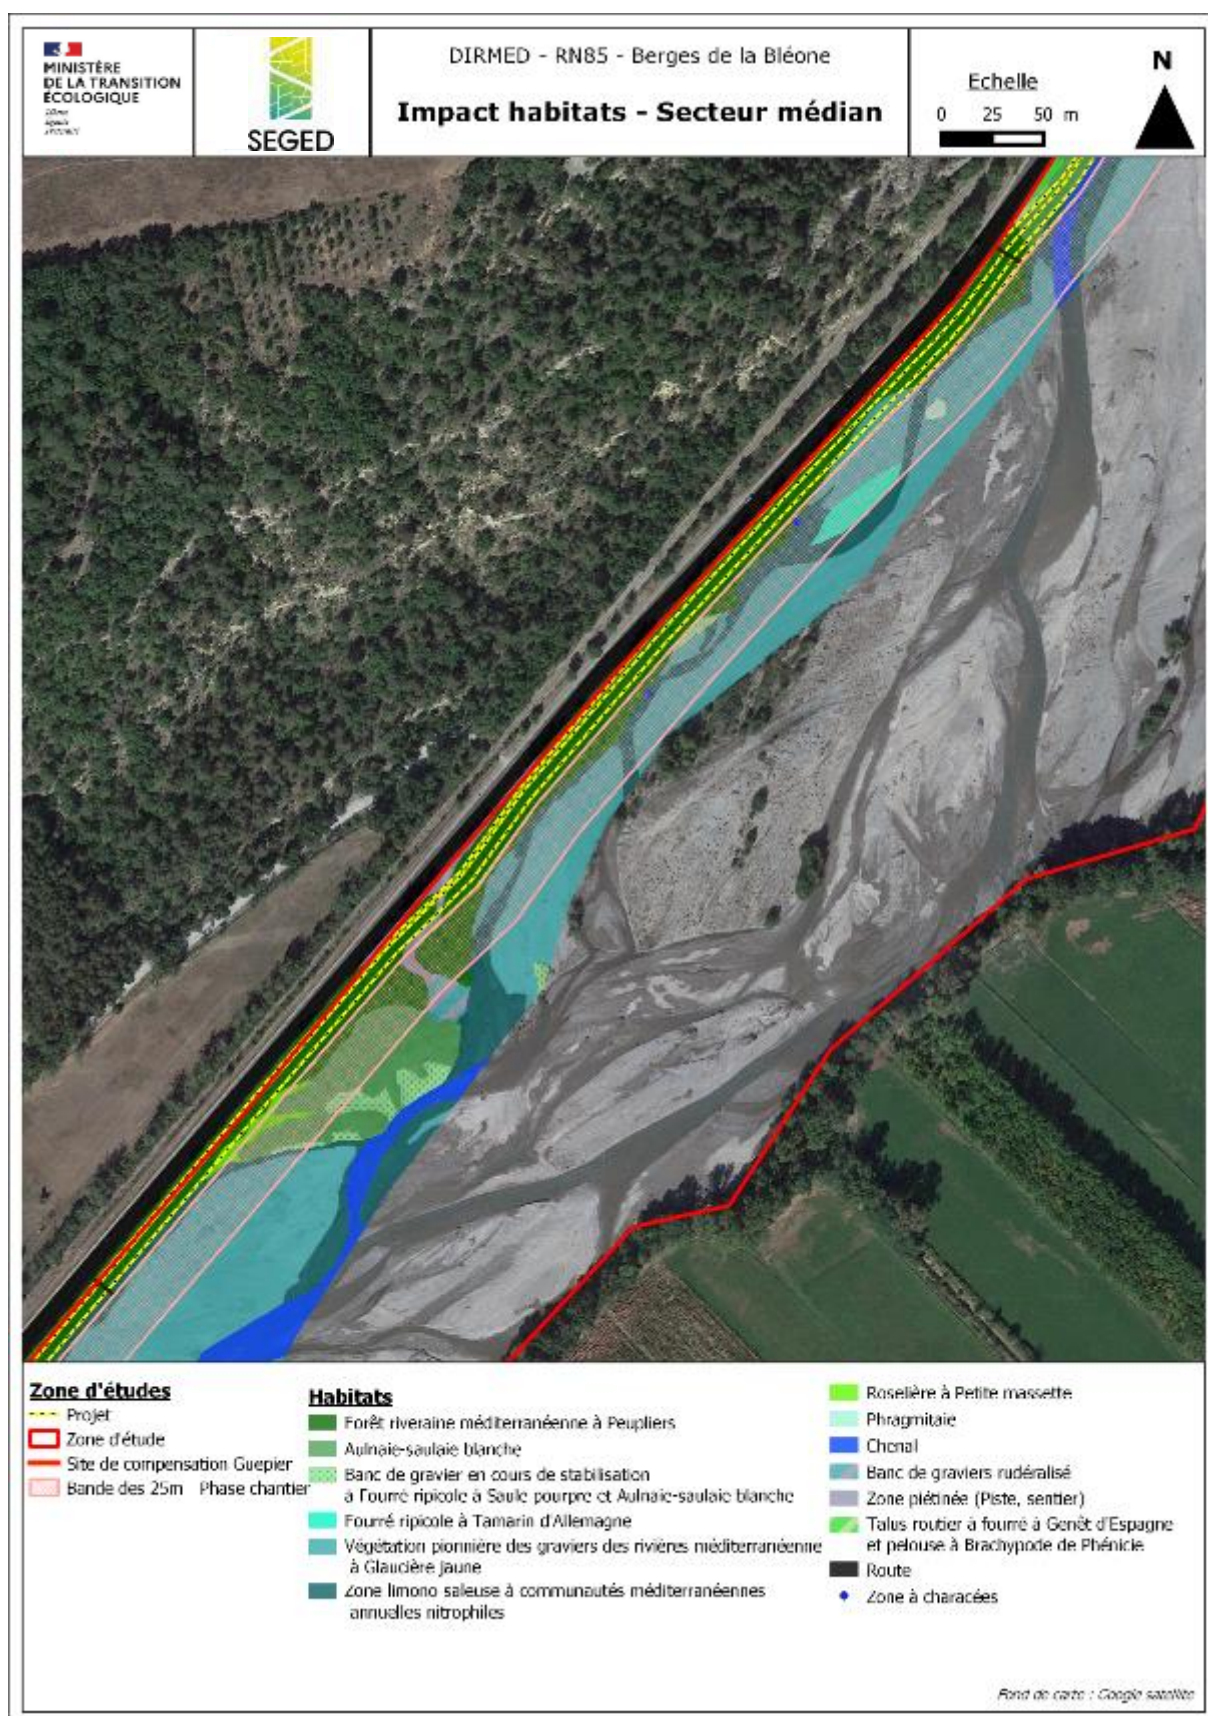 MINISTÈRE
DE LA TRANSITION
ÉCOLOGIQUE
SEGED
DIRMED - RN85 - Berges de la Bléone
Impact habitats - Secteur médian
Echelle
0 25 50 m
N
Zone d'études
Projet
Zone d'étude
Site de compensation Guepier
Bande des 25m Phase chantier
Habitats
Forêt riveraine méditerranéenne à Peupliers
Aulnaie-saulaie blanche
Banc de gravier en cours de stabilisation
à Fourré ripicole à Saule pourpre et Aulnaie-saulaie blanche
Fourré ripicole à Tamarin d'Allemagne
Végétation pionnière des graviers des rivières méditerranéenne
à Glaucière jaune
Zone limono saleuse à communautés méditerranéennes
annuelles nitrophiles
Roselière à Petite massette
Phragmitaie
Chenal
Banc de graviers rudéralisé
Zone piétinée (Piste, sentier)
Talus routier à fourré à Genêt d'Espagne
et pelouse à Brachypode de Phénicie
Route
Zone à characées
Fond de carte : Google satellite